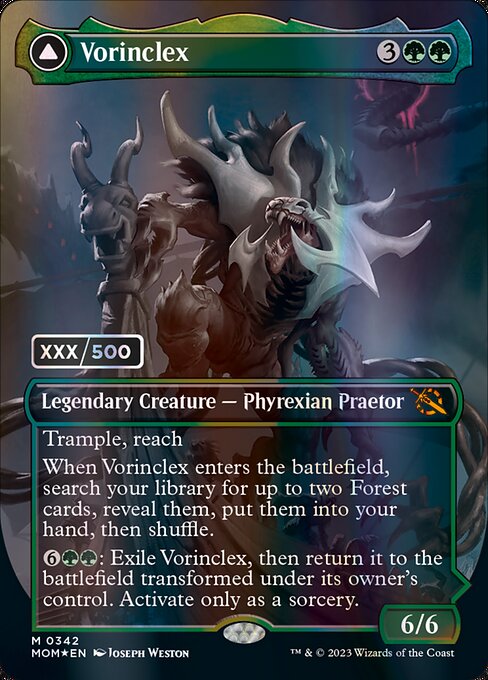 Vorinclex 3
XXX/500
Legendary Creature — Phyrexian Praetor
Trample, reach
When Vorinclex enters the battlefield,
search your library for up to two Forest
cards, reveal them, put them into your
hand, then shuffle.
6: Exile Vorinclex, then return it to the
battlefield transformed under its owner's
control. Activate only as a sorcery.
6/6
M 0342
MOM★EN Joseph Weston
™ & © 2023 Wizards of the Coast